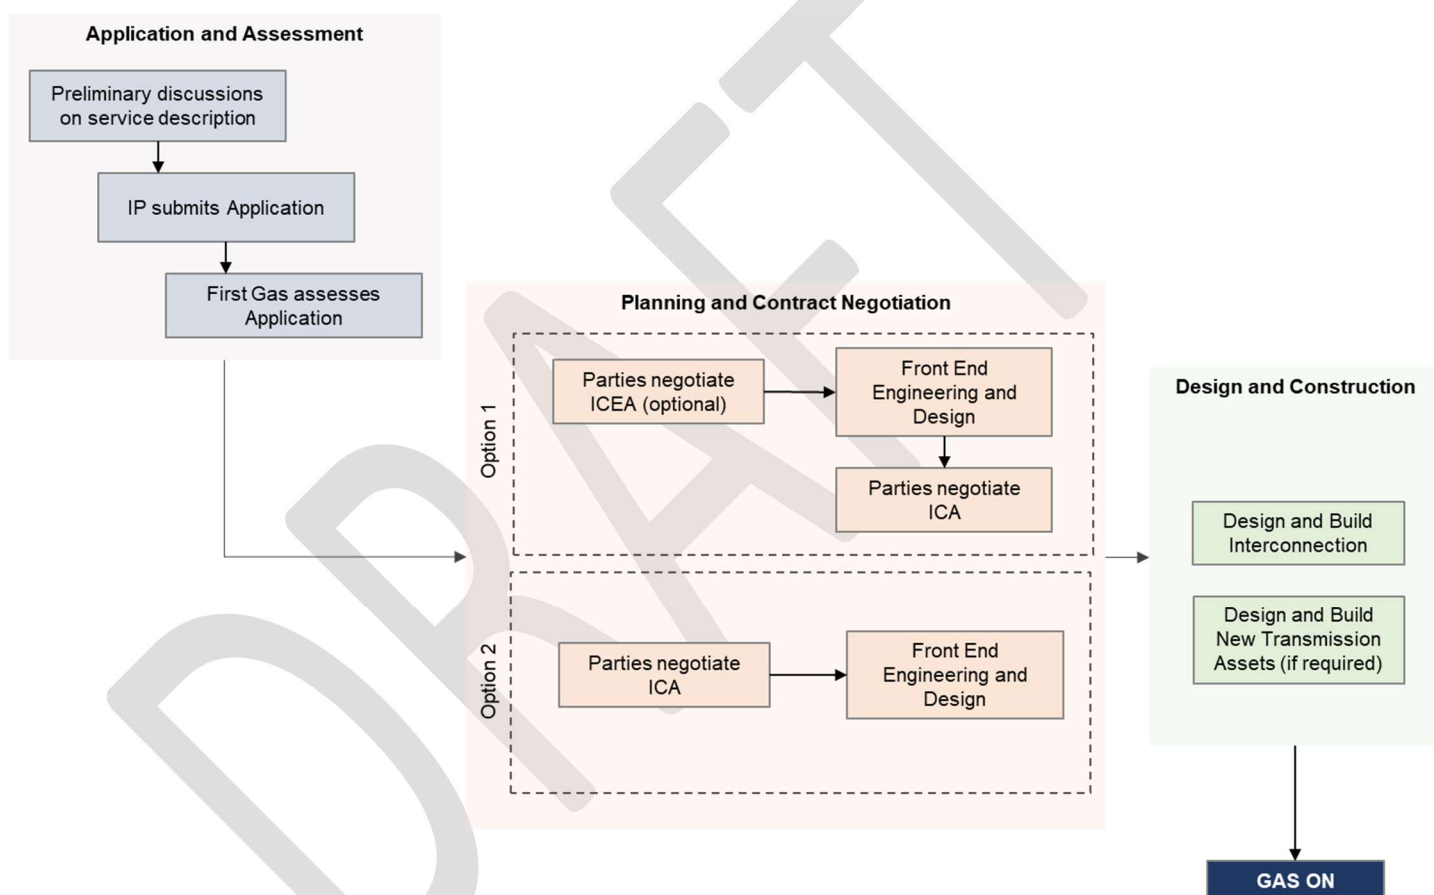 Application and Assessment
Preliminary discussions
on service description
IP submits Application
First Gas assesses
Application
Planning and Contract Negotiation
Option 1
Parties negotiate
ICEA (optional)
Front End
Engineering and
Design
Parties negotiate
ICA
Option 2
Parties negotiate
ICA
Front End
Engineering and
Design
Design and Construction
Design and Build
Interconnection
Design and Build
New Transmission
Assets (if required)
GAS ON
DRAFT